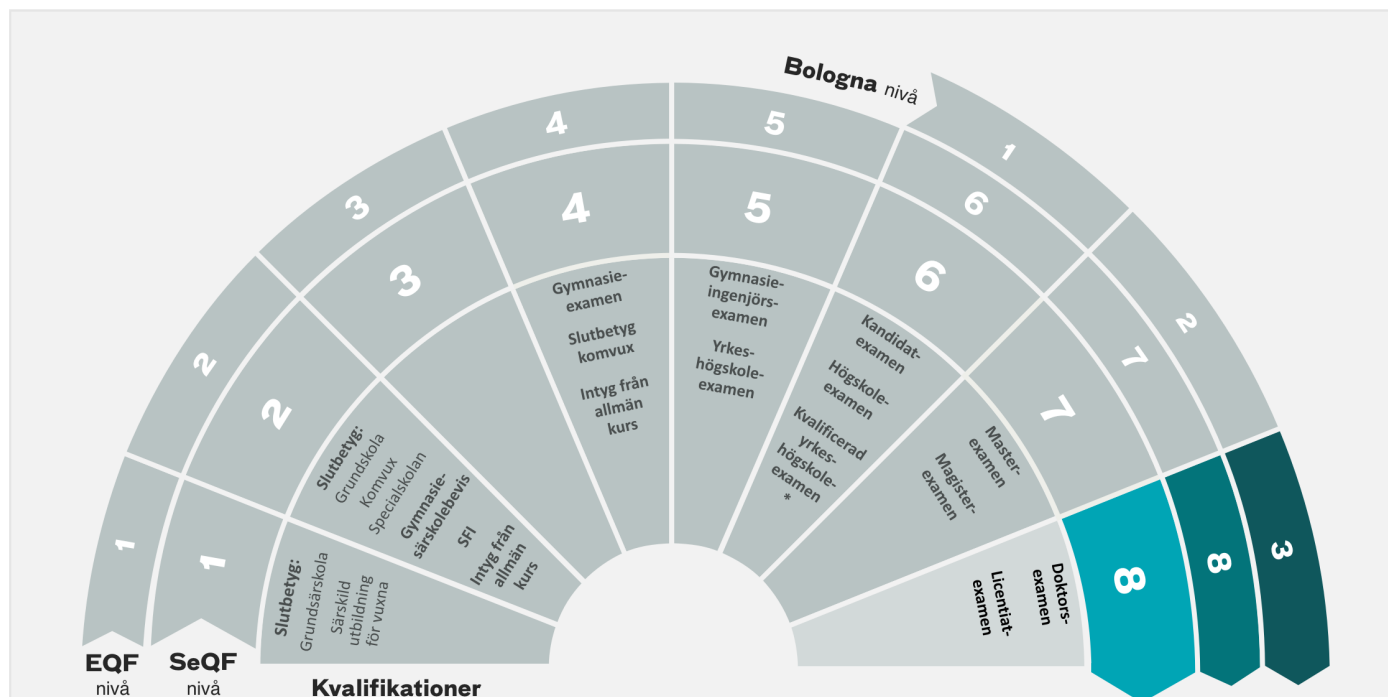 Bologna nivå
1
2
3
1
2
3
4
5
6
7
8
1
2
3
4
5
6
7
8
Slutbetyg:
Grundsärskola
Särskild
utbildning
för vuxna
Slutbetyg:
Grundskola
Komvux
Specialskolan
Gymnasie-
särskolebevis
SFI
Intyg från
allmän
kurs
Gymnasie-
examen
Slutbetyg
komvux
Intyg från
allmän
kurs
Gymnasie-
ingenjörs-
examen
Yrkes-
högskole-
examen
Kandidat-
examen
Högskole-
examen
Kvalificerad
yrkes-
högskole-
examen
*
Master-
examen
Magister-
examen
Doktors-
examen
Licentiat-
examen
EQF
nivå
SeQF
nivå
Kvalifikationer